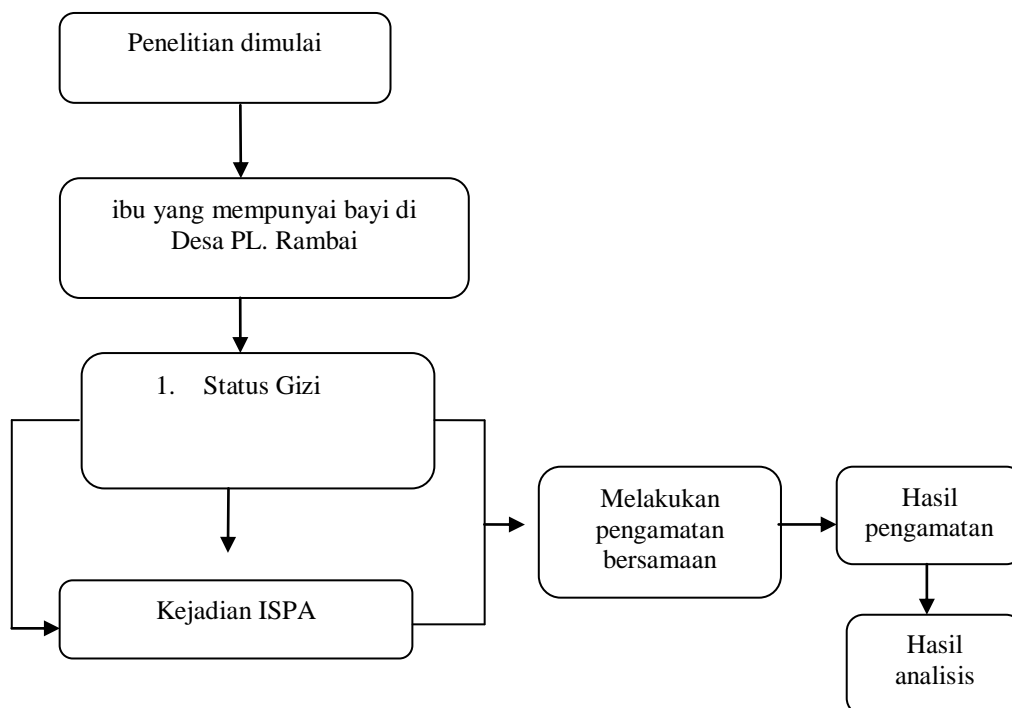 Penelitian dimulai
ibu yang mempunyai bayi di
Desa PL. Rambai
1. Status Gizi
Kejadian ISPA
Melakukan
pengamatan
bersamaan
Hasil
pengamatan
Hasil
analisis